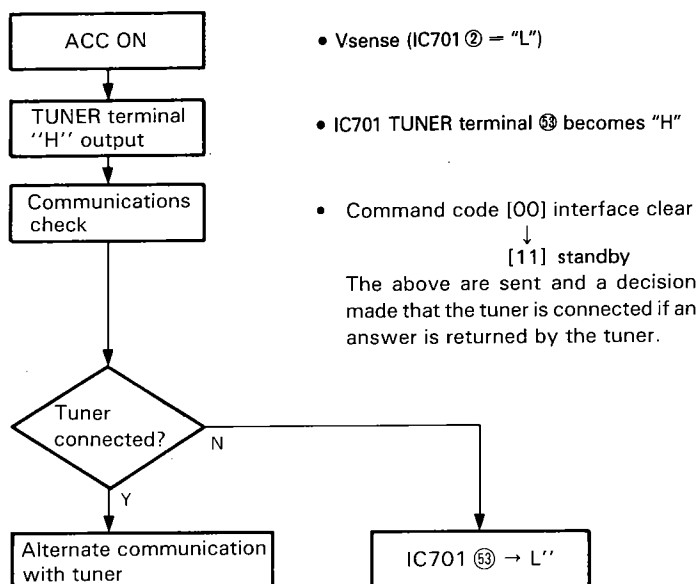 ACC ON
• Vsense (IC701 ② = “L”)
TUNER terminal
“H” output
• IC701 TUNER terminal ㊼ becomes “H”
Communications
check
• Command code [00] interface clear
↓
[11] standby
The above are sent and a decision
made that the tuner is connected if an
answer is returned by the tuner.
Tuner
connected?
N
Y
Alternate communication
with tuner
IC701 ㊼ → L’’